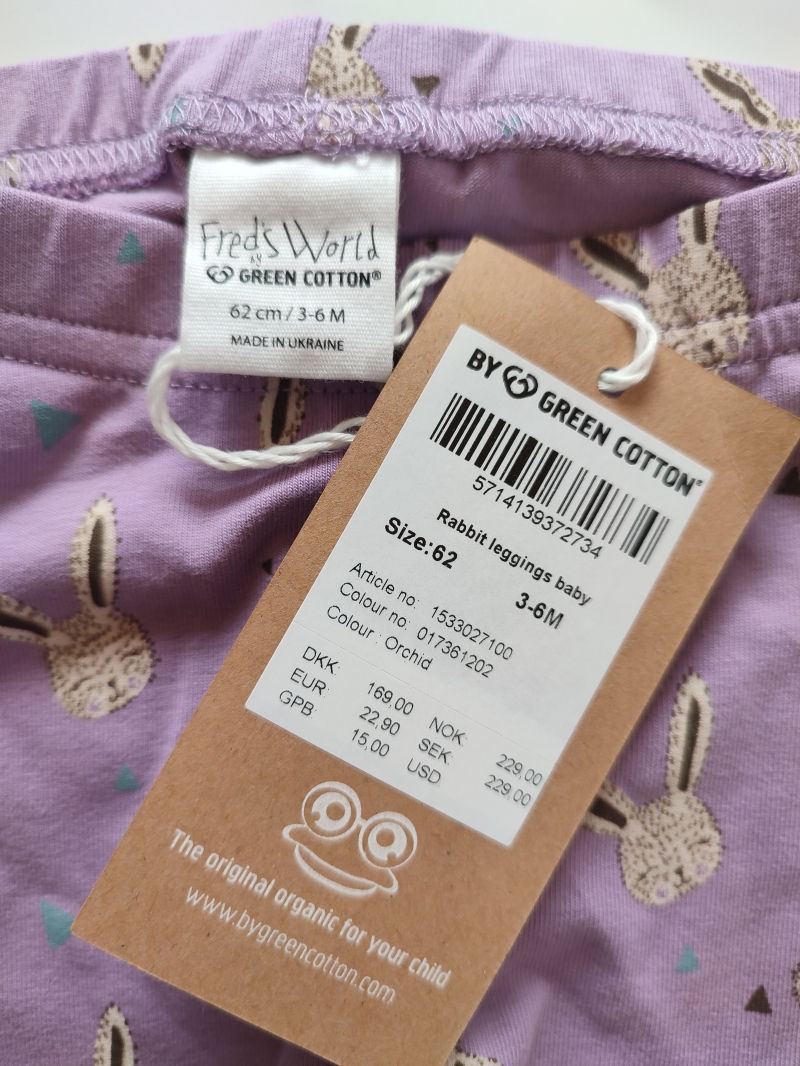 Fred's World
BY
GREEN COTTON®
62 cm / 3-6 M
MADE IN UKRAINE
BY GREEN COTTON®
5714139372734
Rabbit leggings baby
Size:62 3-6M
Article no: 1533027100
Colour no: 017361202
Colour : Orchid
DKK: 169,00 NOK: 229,00
EUR: 22,90 SEK: 229,00
GPB: 15,00 USD
The original organic for your child
www.bygreencotton.com